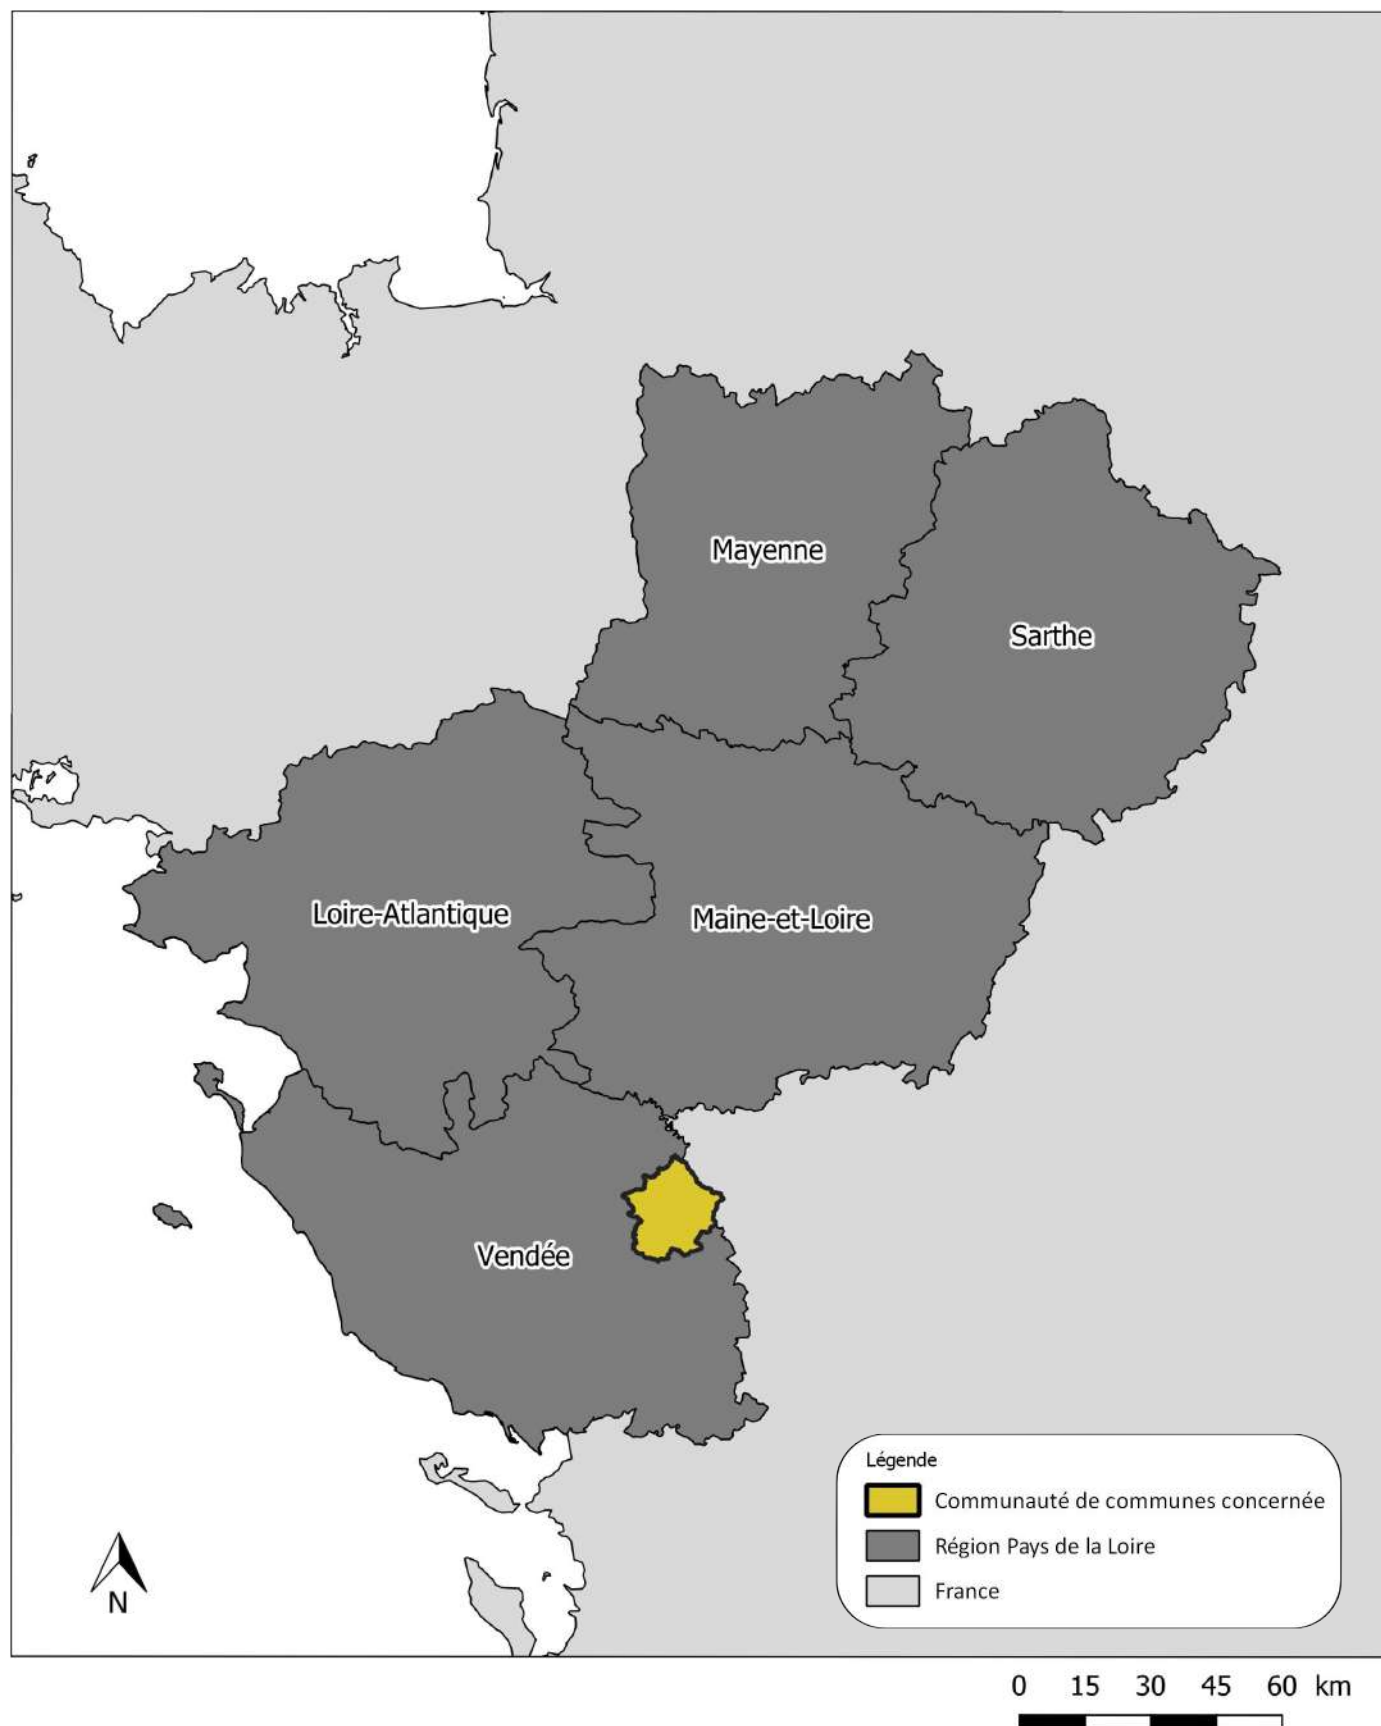 Mayenne
Sarthe
Loire-Atlantique
Maine-et-Loire
Vendée
Légende
Communauté de communes concernée
Région Pays de la Loire
France
N
0 15 30 45 60 km